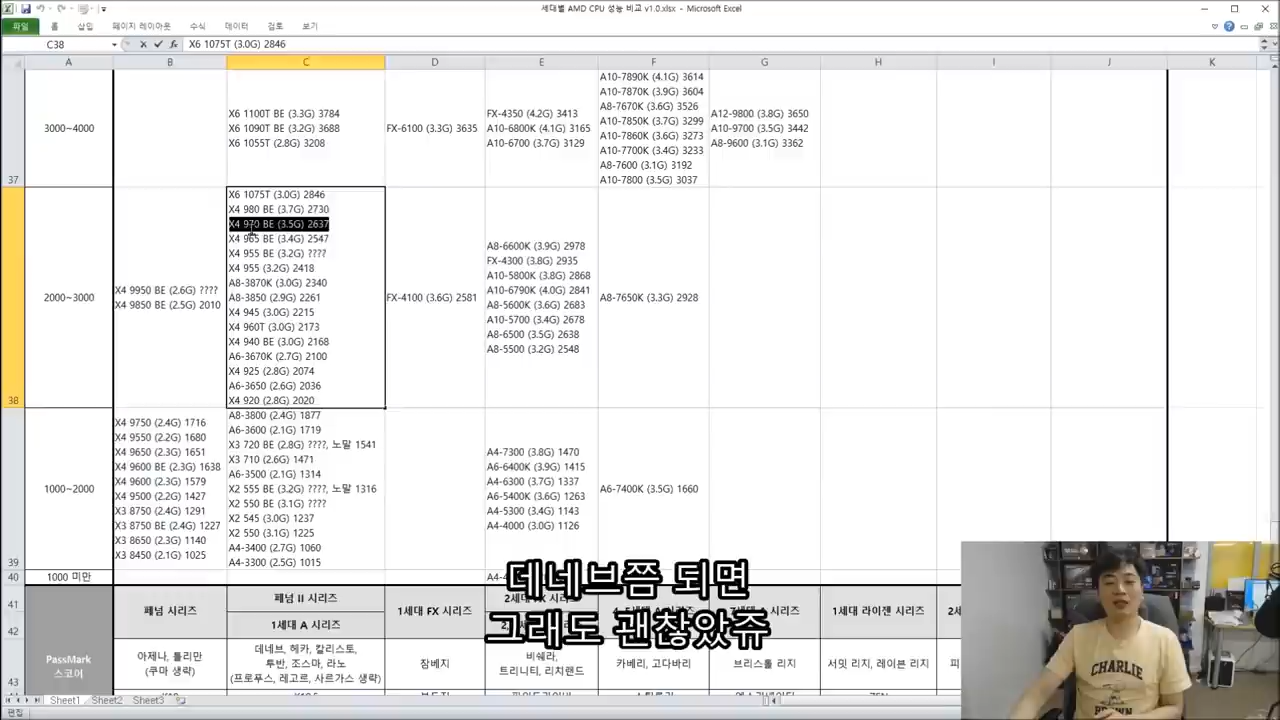 세대별 AMD CPU 성능 비교 v1.0.xlsx - Microsoft Excel
파일 홈 삽입 페이지 레이아웃 수식 데이터 검토 보기
C38 fx X6 1075T (3.0G) 2846
A B C D E F G H I J K
37
3000~4000
X6 1100T BE (3.3G) 3784
X6 1090T BE (3.2G) 3688
X6 1055T (2.8G) 3208
FX-6100 (3.3G) 3635
FX-4350 (4.2G) 3413
A10-6800K (4.1G) 3165
A10-6700 (3.7G) 3129
A10-7890K (4.1G) 3614
A10-7870K (3.9G) 3604
A8-7670K (3.6G) 3526
A10-7850K (3.7G) 3299
A10-7860K (3.6G) 3273
A10-7700K (3.4G) 3233
A8-7600 (3.1G) 3192
A10-7800 (3.5G) 3037
A12-9800 (3.8G) 3650
A10-9700 (3.5G) 3442
A8-9600 (3.1G) 3362
38
2000~3000
X4 9950 BE (2.6G) ????
X4 9850 BE (2.5G) 2010
X6 1075T (3.0G) 2846
X4 980 BE (3.7G) 2730
X4 970 BE (3.5G) 2637
X4 965 BE (3.4G) 2547
X4 955 BE (3.2G) ????
X4 955 (3.2G) 2418
A8-3870K (3.0G) 2340
A8-3850 (2.9G) 2261
X4 945 (3.0G) 2215
X4 960T (3.0G) 2173
X4 940 BE (3.0G) 2168
A6-3670K (2.7G) 2100
X4 925 (2.8G) 2074
A6-3650 (2.6G) 2036
X4 920 (2.8G) 2020
FX-4100 (3.6G) 2581
A8-6600K (3.9G) 2978
FX-4300 (3.8G) 2935
A10-5800K (3.8G) 2868
A10-6790K (4.0G) 2841
A8-5600K (3.6G) 2683
A10-5700 (3.4G) 2678
A8-6500 (3.5G) 2638
A8-5500 (3.2G) 2548
A8-7650K (3.3G) 2928
39
1000~2000
X4 9750 (2.4G) 1716
X4 9550 (2.2G) 1680
X4 9650 (2.3G) 1651
X4 9600 BE (2.3G) 1638
X4 9600 (2.3G) 1579
X4 9500 (2.2G) 1427
X3 8750 (2.4G) 1291
X3 8750 BE (2.4G) 1227
X3 8650 (2.3G) 1140
X3 8450 (2.1G) 1025
A8-3800 (2.4G) 1877
A6-3600 (2.1G) 1719
X3 720 BE (2.8G) ????, 노말 1541
X3 710 (2.6G) 1471
A6-3500 (2.1G) 1314
X2 555 BE (3.2G) ????, 노말 1316
X2 550 BE (3.1G) ????
X2 545 (3.0G) 1237
X2 550 (3.1G) 1225
A4-3400 (2.7G) 1060
A4-3300 (2.5G) 1015
A4-7300 (3.8G) 1470
A6-6400K (3.9G) 1415
A4-6300 (3.7G) 1337
A6-5400K (3.6G) 1263
A4-5300 (3.4G) 1143
A4-4000 (3.0G) 1126
A6-7400K (3.5G) 1660
40 1000 미만
41
42
43
PassMark
스코어
페넘 시리즈
페넘 II 시리즈
1세대 A 시리즈
1세대 FX 시리즈
7세대 A 시리즈
1세대 라이젠 시리즈
아제나, 톨리만
(쿠마 생략)
데네브, 헤카, 칼리스토,
투반, 조스마, 라노
(프로푸스, 레고르, 사르가스 생략)
잠베지
비쉐라,
트리니티, 리치랜드
카베리, 고다바리
브리스톨 리지
서밋 리지, 레이븐 리지
데네브쯤 되면
그래도 괜찮았쥬
CHARLIE
BROWN
Sheet1 Sheet2 Sheet3
편집